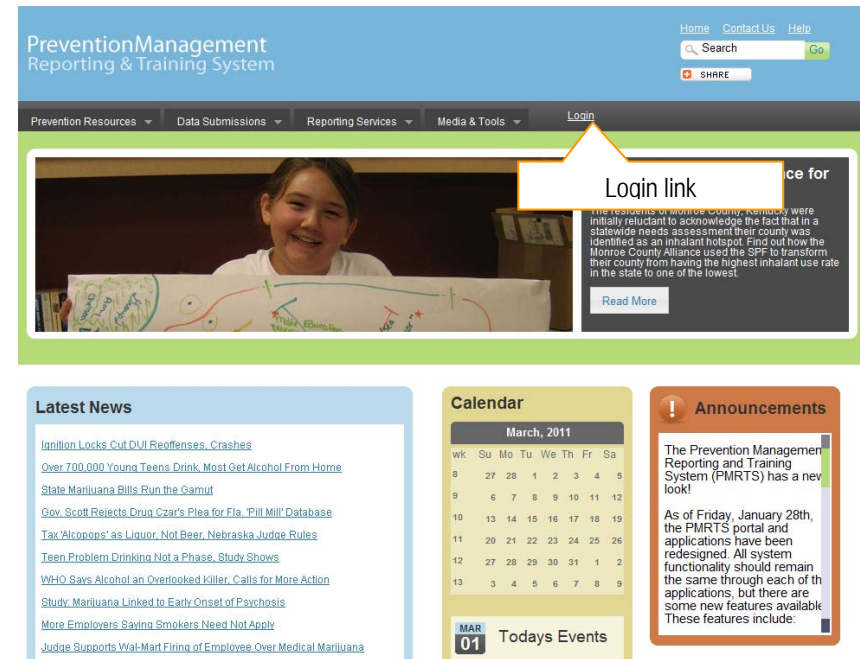 Home Contact Us Help
PreventionManagement
Reporting & Training System
Search Go
SHARE
Prevention Resources Data Submissions Reporting Services Media & Tools Login
Login link
ce for
The residents of Monroe County, Kentucky were
initially reluctant to acknowledge the fact that in a
statewide needs assessment their county was
identified as an inhalant hotspot. Find out how the
Monroe County Alliance used the SPF to transform
their county from having the highest inhalant use rate
in the state to one of the lowest.
Read More
Latest News
Ignition Locks Cut DUI Reoffenses, Crashes
Over 700,000 Young Teens Drink, Most Get Alcohol From Home
State Marijuana Bills Run the Gamut
Gov. Scott Rejects Drug Czar's Plea for Fla. 'Pill Mill' Database
Tax 'Alcopops' as Liquor, Not Beer, Nebraska Judge Rules
Teen Problem Drinking Not a Phase, Study Shows
WHO Says Alcohol an Overlooked Killer, Calls for More Action
Study: Marijuana Linked to Early Onset of Psychosis
More Employers Saying Smokers Need Not Apply
Judge Supports Wal-Mart Firing of Employee Over Medical Marijuana
Calendar
March, 2011
wk Su Mo Tu We Th Fr Sa
8 27 28 1 2 3 4 5
9 6 7 8 9 10 11 12
10 13 14 15 16 17 18 19
11 20 21 22 23 24 25 26
12 27 28 29 30 31 1 2
13 3 4 5 6 7 8 9
MAR
01 Todays Events
Announcements
The Prevention Managemen
Reporting and Training
System (PMRTS) has a new
look!
As of Friday, January 28th,
the PMRTS portal and
applications have been
redesigned. All system
functionality should remain
the same through each of th
applications, but there are
some new features available
These features include: